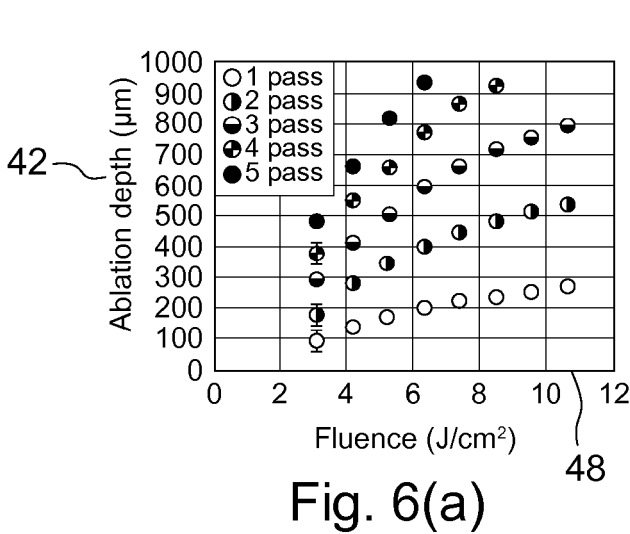 1000
900
800
700
600
500
400
300
200
100
0
Ablation depth (µm)
42
1 pass
2 pass
3 pass
4 pass
5 pass
0 2 4 6 8 10 12
Fluence (J/cm²)
48
Fig. 6(a)